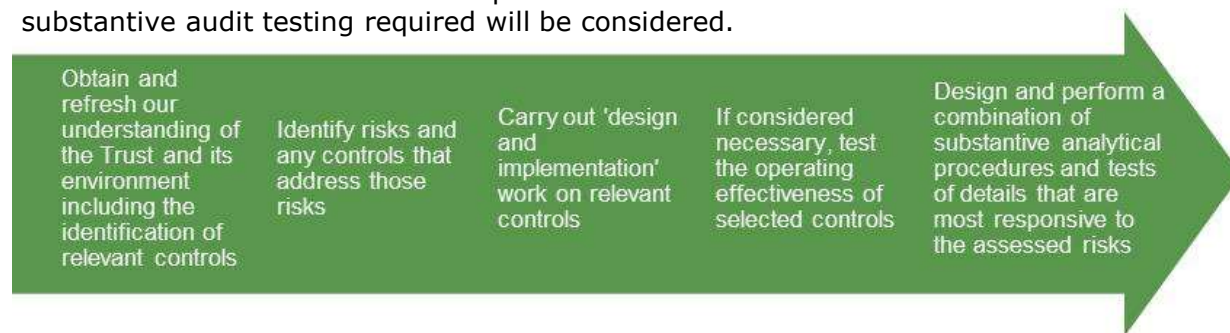 substantive audit testing required will be considered.
Obtain and
refresh our
understanding of
the Trust and its
environment
including the
identification of
relevant controls
Identify risks and
any controls that
address those
risks
Carry out 'design
and
implementation'
work on relevant
controls
If considered
necessary, test
the operating
effectiveness of
selected controls
Design and perform a
combination of
substantive analytical
procedures and tests
of details that are
most responsive to
the assessed risks